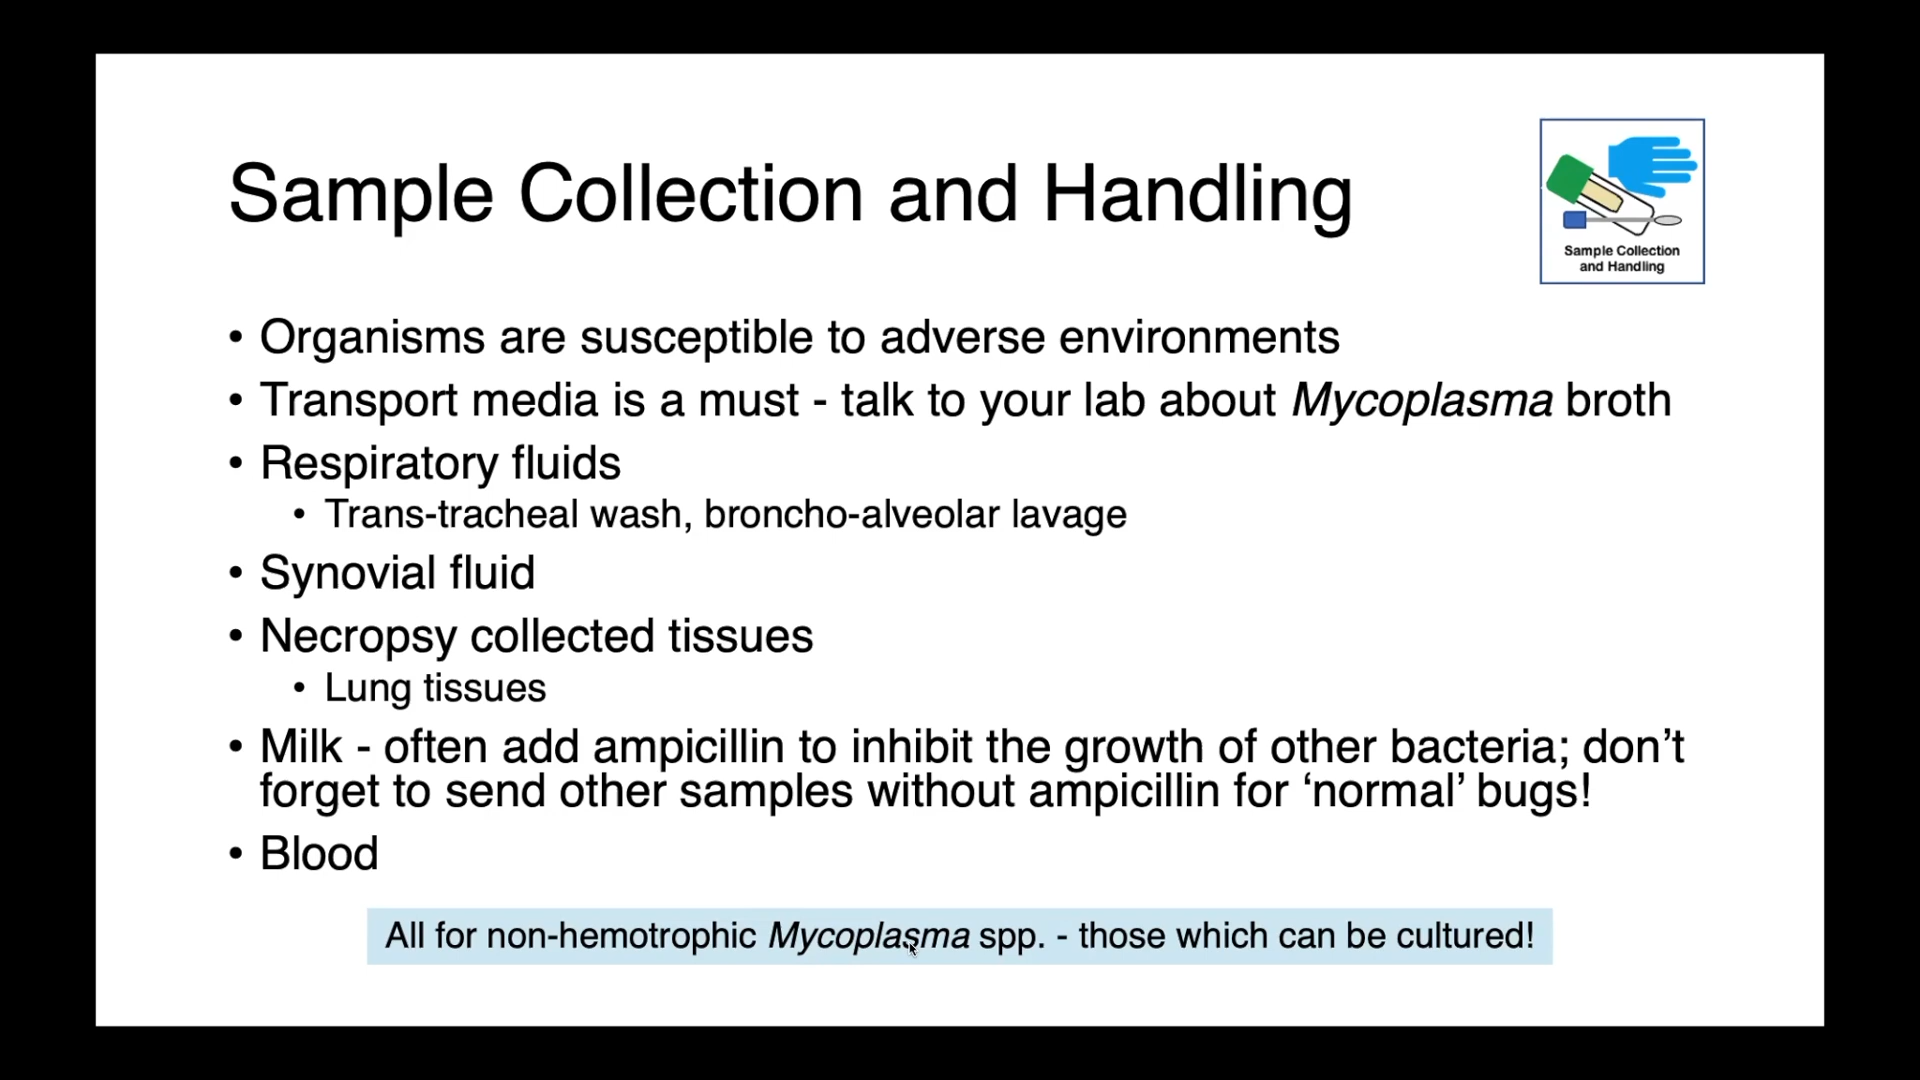 Sample Collection and Handling
Sample Collection
and Handling
• Organisms are susceptible to adverse environments
• Transport media is a must - talk to your lab about Mycoplasma broth
• Respiratory fluids
• Trans-tracheal wash, broncho-alveolar lavage
• Synovial fluid
• Necropsy collected tissues
• Lung tissues
• Milk - often add ampicillin to inhibit the growth of other bacteria; don’t
forget to send other samples without ampicillin for ‘normal’ bugs!
• Blood
All for non-hemotrophic Mycoplasma spp. - those which can be cultured!